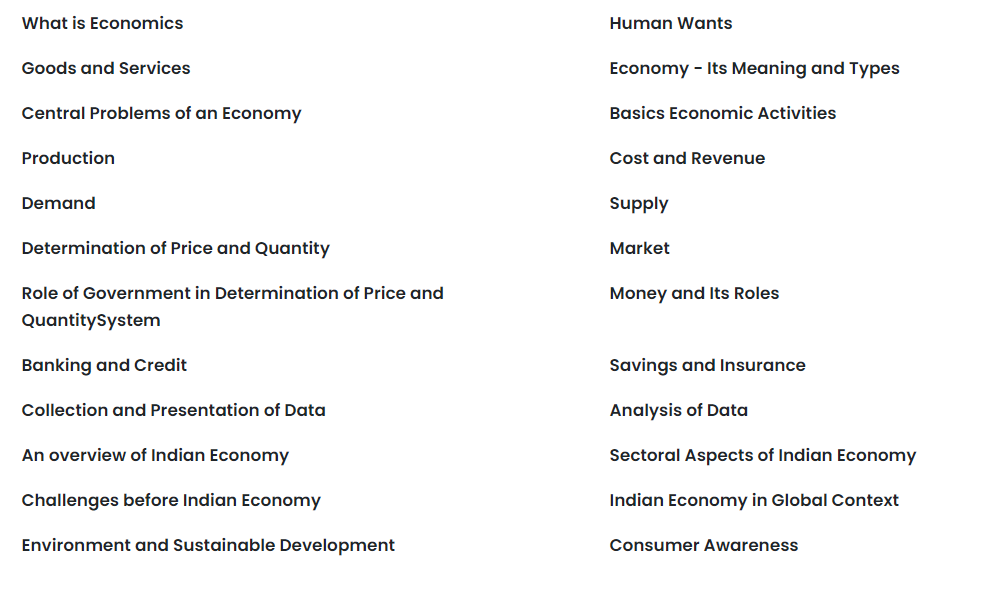 What is Economics
Human Wants
Goods and Services
Economy - Its Meaning and Types
Central Problems of an Economy
Basics Economic Activities
Production
Cost and Revenue
Demand
Supply
Determination of Price and Quantity
Market
Role of Government in Determination of Price and
QuantitySystem
Money and Its Roles
Banking and Credit
Savings and Insurance
Collection and Presentation of Data
Analysis of Data
An overview of Indian Economy
Sectoral Aspects of Indian Economy
Challenges before Indian Economy
Indian Economy in Global Context
Environment and Sustainable Development
Consumer Awareness